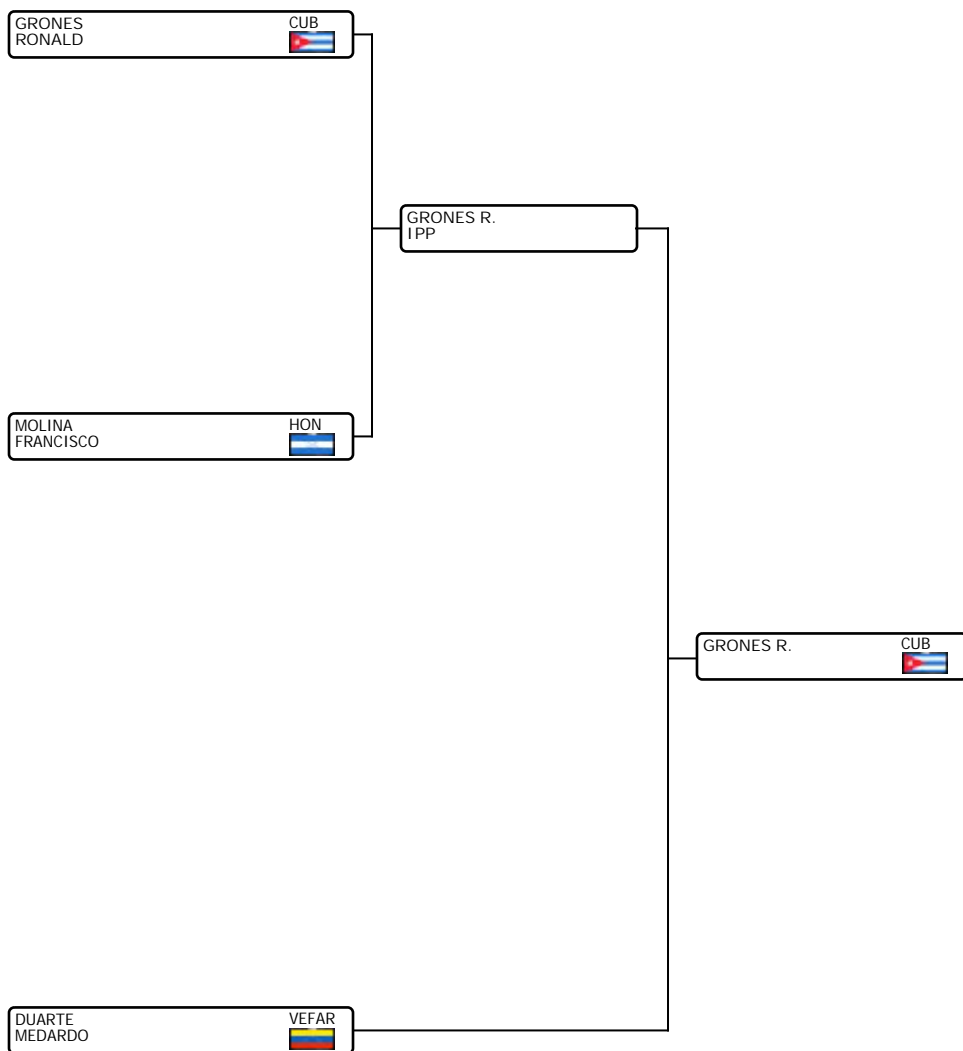 GRONES CUB
RONALD
GRONES R.
IPP
MOLINA HON
FRANCISCO
GRONES R. CUB
DUARTE VEFAR
MEDARDO